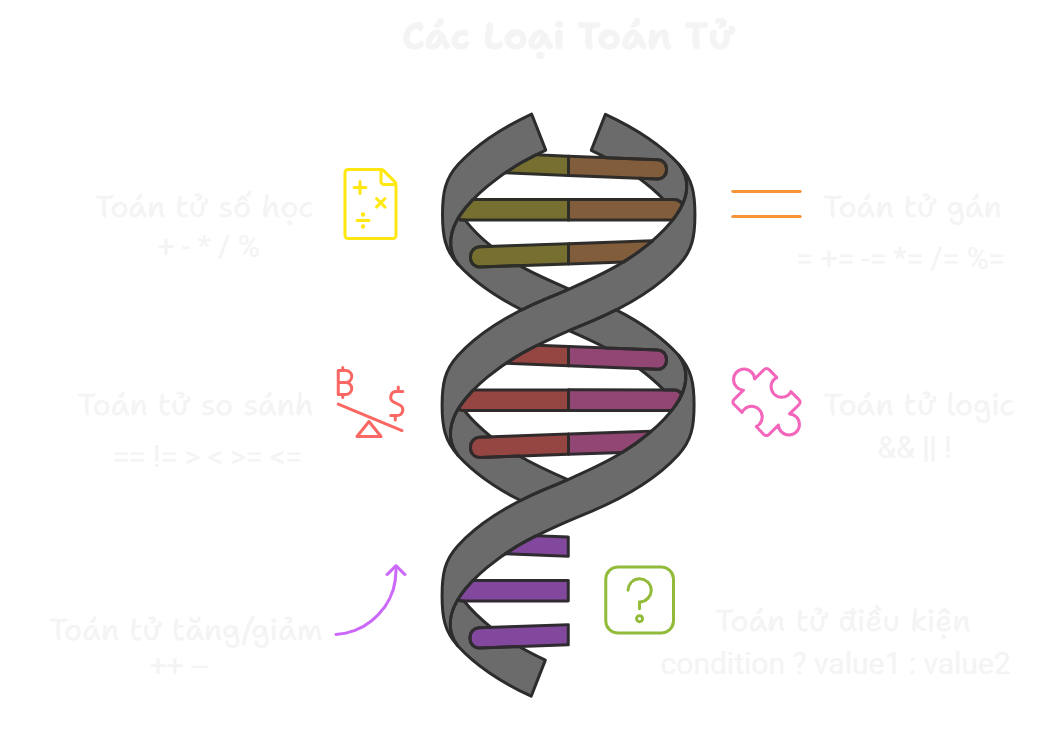 Các Loại Toán Tử
Toán tử số học
+ - * / %
Toán tử gán
= += -= *= /= %=
Toán tử so sánh
== != > < >= <=
Toán tử logic
&& || !
Toán tử tăng/giảm
++ –
Toán tử điều kiện
condition ? value1 : value2